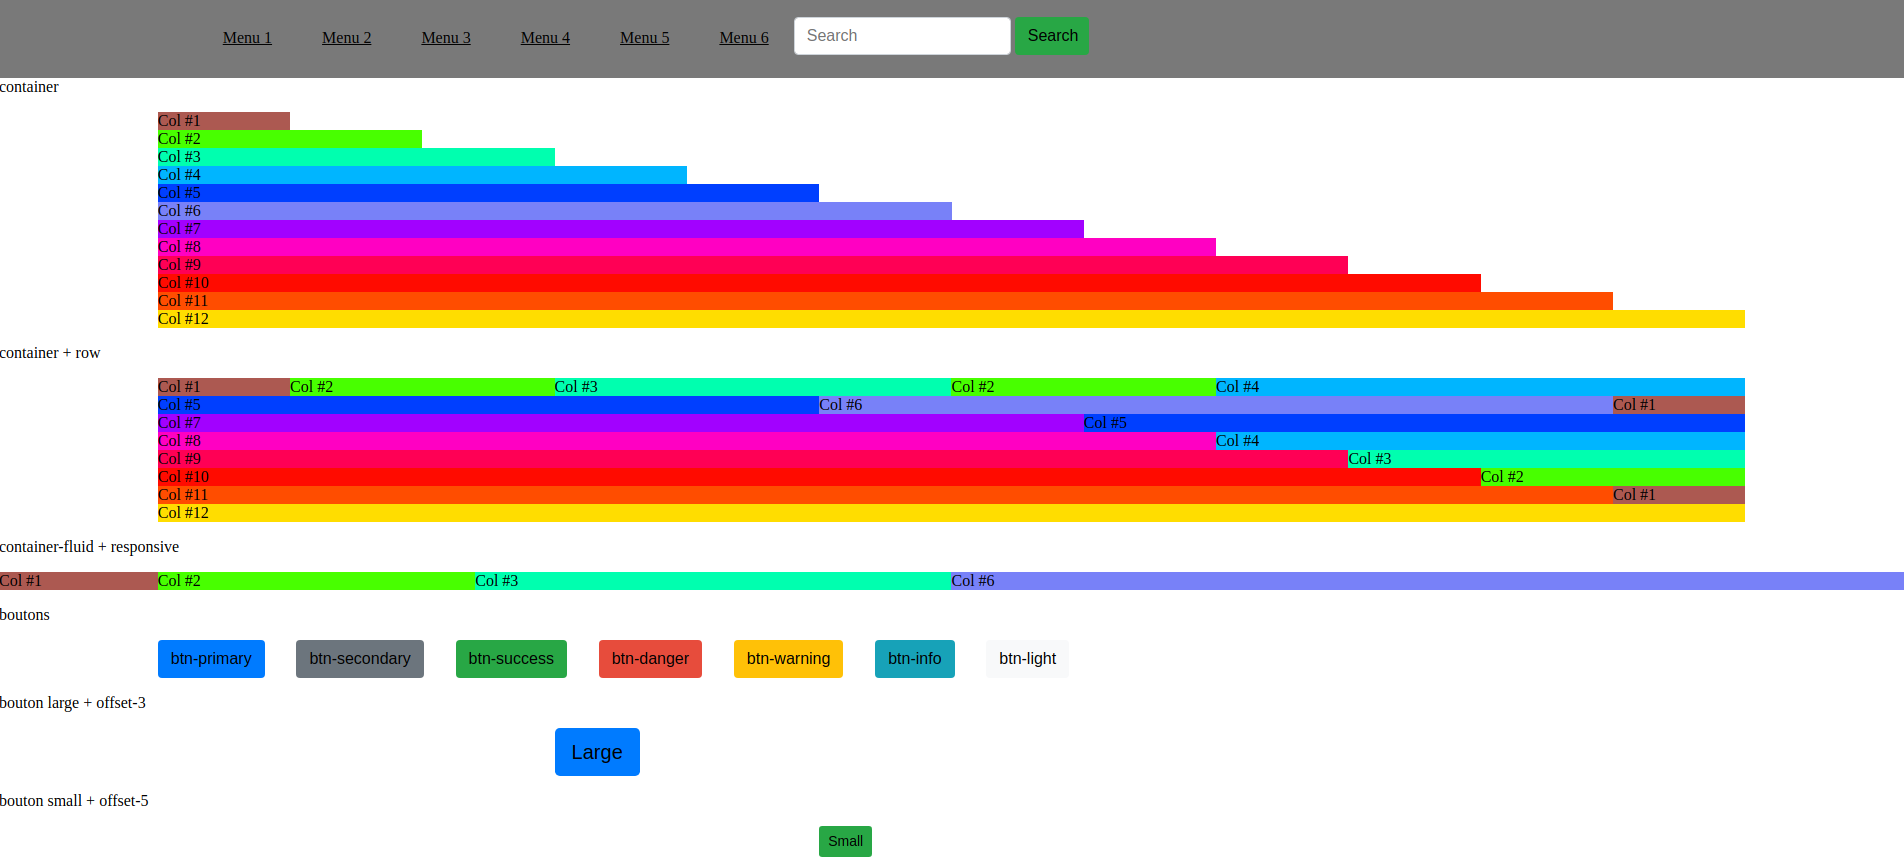 Menu 1 Menu 2 Menu 3 Menu 4 Menu 5 Menu 6 Search Search
container
Col #1
Col #2
Col #3
Col #4
Col #5
Col #6
Col #7
Col #8
Col #9
Col #10
Col #11
Col #12
container + row
Col #1 Col #2 Col #3 Col #2 Col #4
Col #5 Col #6 Col #1
Col #7 Col #5
Col #8 Col #4
Col #9 Col #3
Col #10 Col #2
Col #11 Col #1
Col #12
container-fluid + responsive
Col #1 Col #2 Col #3 Col #6
boutons
btn-primary btn-secondary btn-success btn-danger btn-warning btn-info btn-light
bouton large + offset-3
Large
bouton small + offset-5
Small